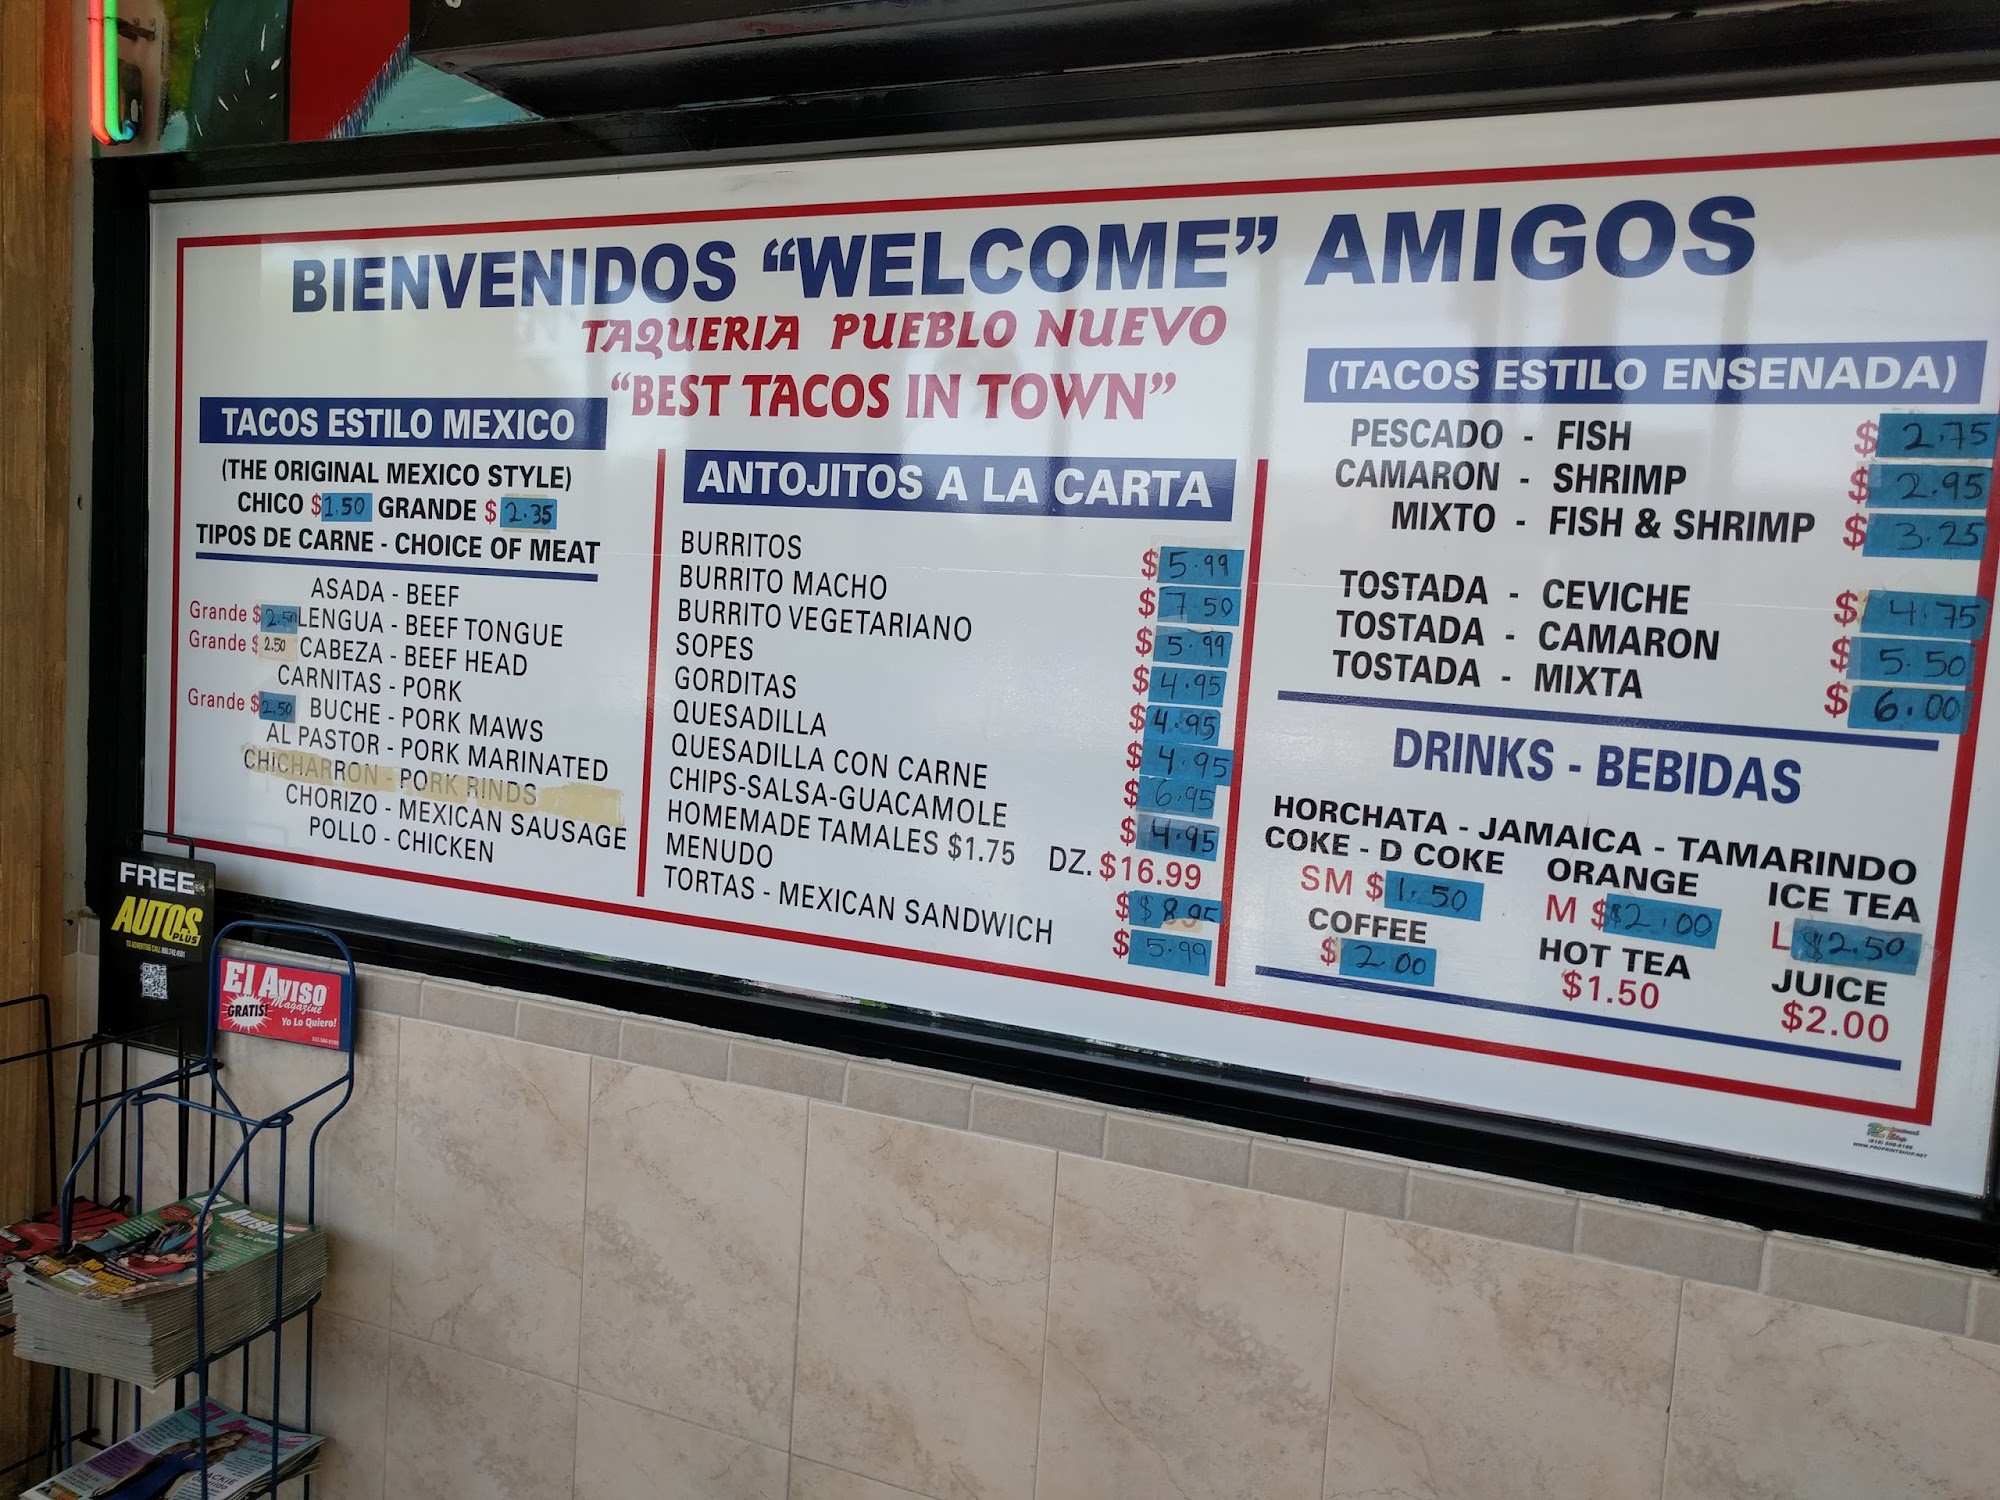 BIENVENIDOS "WELCOME" AMIGOS
TAQUERIA PUEBLO NUEVO
"BEST TACOS IN TOWN"
TACOS ESTILO MEXICO
(THE ORIGINAL MEXICO STYLE)
CHICO $1.50 GRANDE $2.35
TIPOS DE CARNE - CHOICE OF MEAT
ASADA - BEEF
Grande $2.50 LENGUA - BEEF TONGUE
Grande $2.50 CABEZA - BEEF HEAD
CARNITAS - PORK
Grande $2.50 BUCHE - PORK MAWS
AL PASTOR - PORK MARINATED
CHICHARRON - PORK RINDS
CHORIZO - MEXICAN SAUSAGE
POLLO - CHICKEN
ANTOJITOS A LA CARTA
BURRITOS $5.99
BURRITO MACHO $7.50
BURRITO VEGETARIANO $5.99
SOPES $4.95
GORDITAS $4.95
QUESADILLA $4.95
QUESADILLA CON CARNE $6.95
CHIPS-SALSA-GUACAMOLE $4.95
HOMEMADE TAMALES $1.75 DZ. $16.99
MENUDO $$8.95
TORTAS - MEXICAN SANDWICH $5.99
(TACOS ESTILO ENSENADA)
PESCADO - FISH $2.75
CAMARON - SHRIMP $2.95
MIXTO - FISH & SHRIMP $3.25
TOSTADA - CEVICHE $4.75
TOSTADA - CAMARON $5.50
TOSTADA - MIXTA $6.00
DRINKS - BEBIDAS
HORCHATA - JAMAICA - TAMARINDO
COKE - D COKE ORANGE ICE TEA
SM $1.50 M $$2.00 L $2.50
COFFEE HOT TEA JUICE
$2.00 $1.50 $2.00
WWW.PROPRINTSHOP.NET
FREE
AUTOS
PLUS
El Aviso
Magazine
GRATIS!
Yo Lo Quiero!